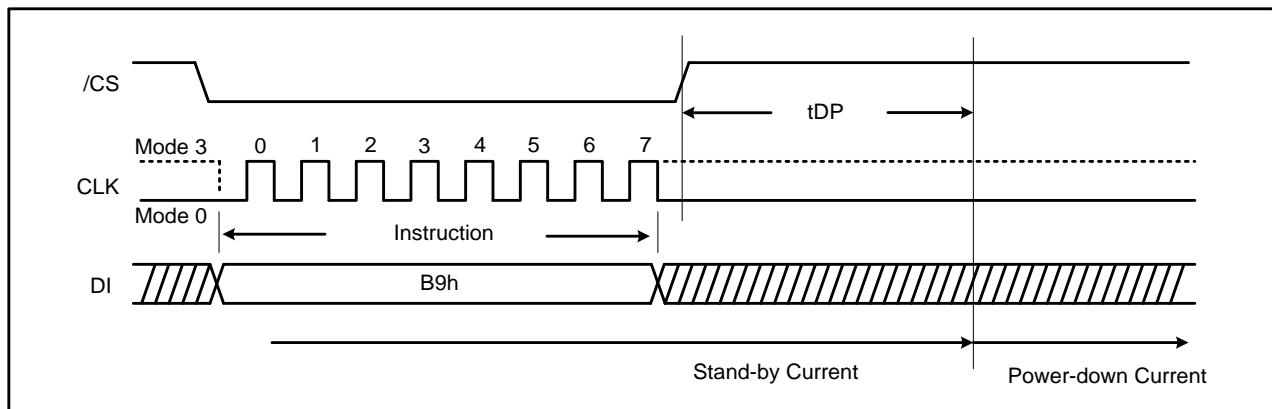 /CS
tDP
Mode 3
0 1 2 3 4 5 6 7
CLK
Mode 0
Instruction
DI
B9h
Stand-by Current
Power-down Current